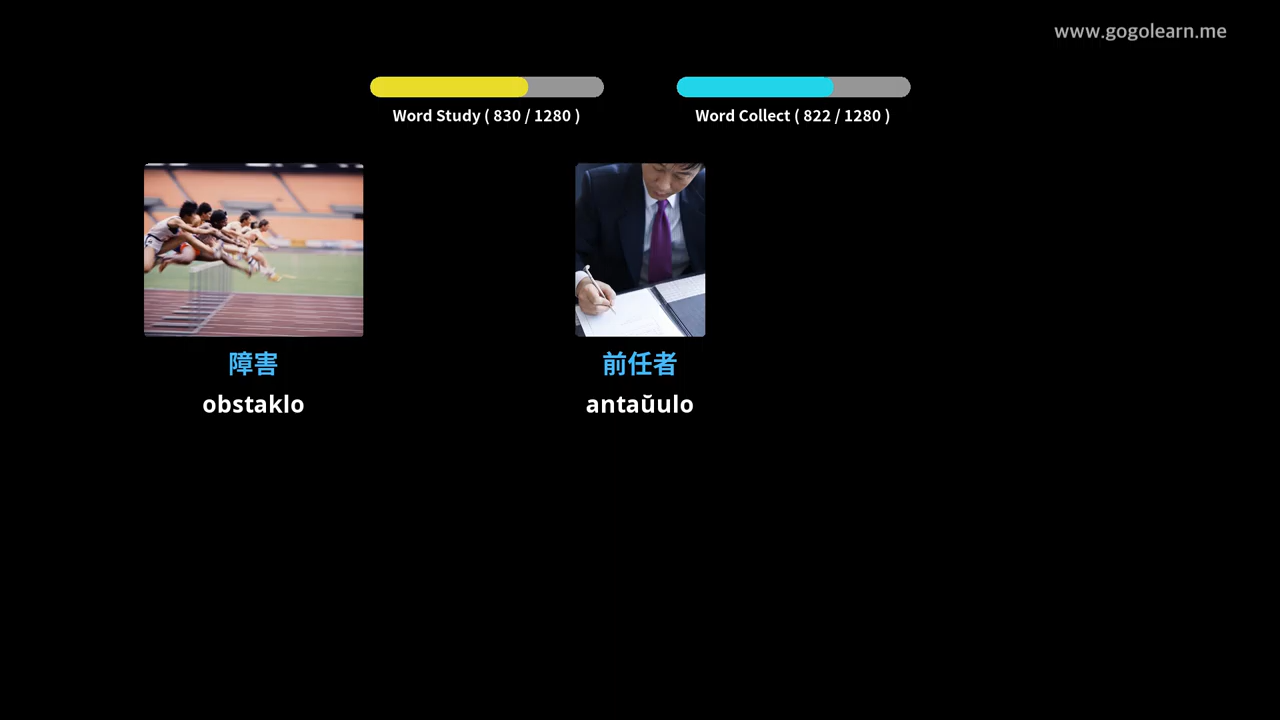 www.gogolearn.me
Word Study ( 830 / 1280 )
Word Collect ( 822 / 1280 )
障害
obstaklo
前任者
antaŭulo